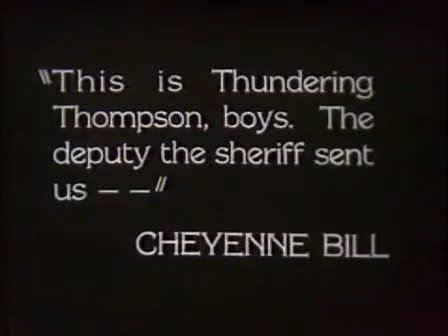 "This is Thundering
Thompson, boys. The
deputy the sheriff sent
us — —"
CHEYENNE BILL